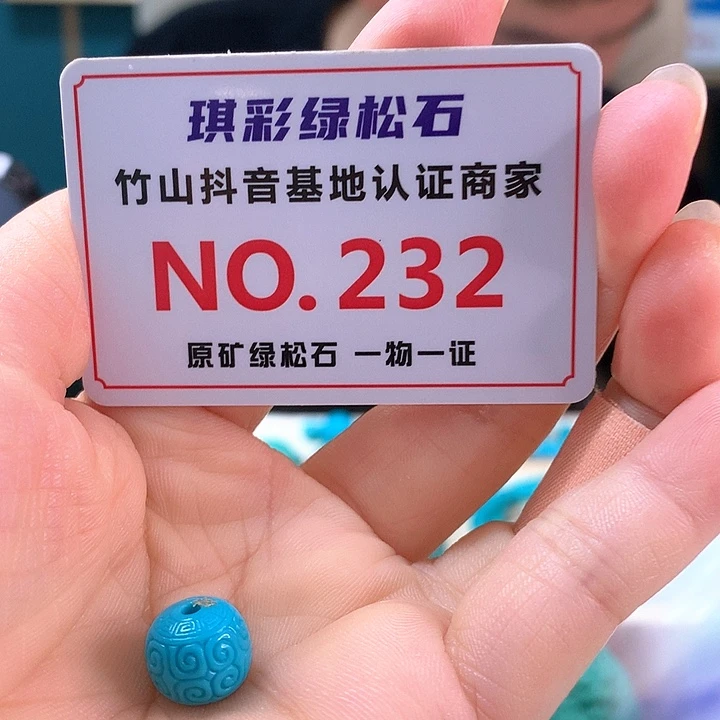 琪彩绿松石
竹山抖音基地认证商家
NO.232
原矿绿松石 一物一证